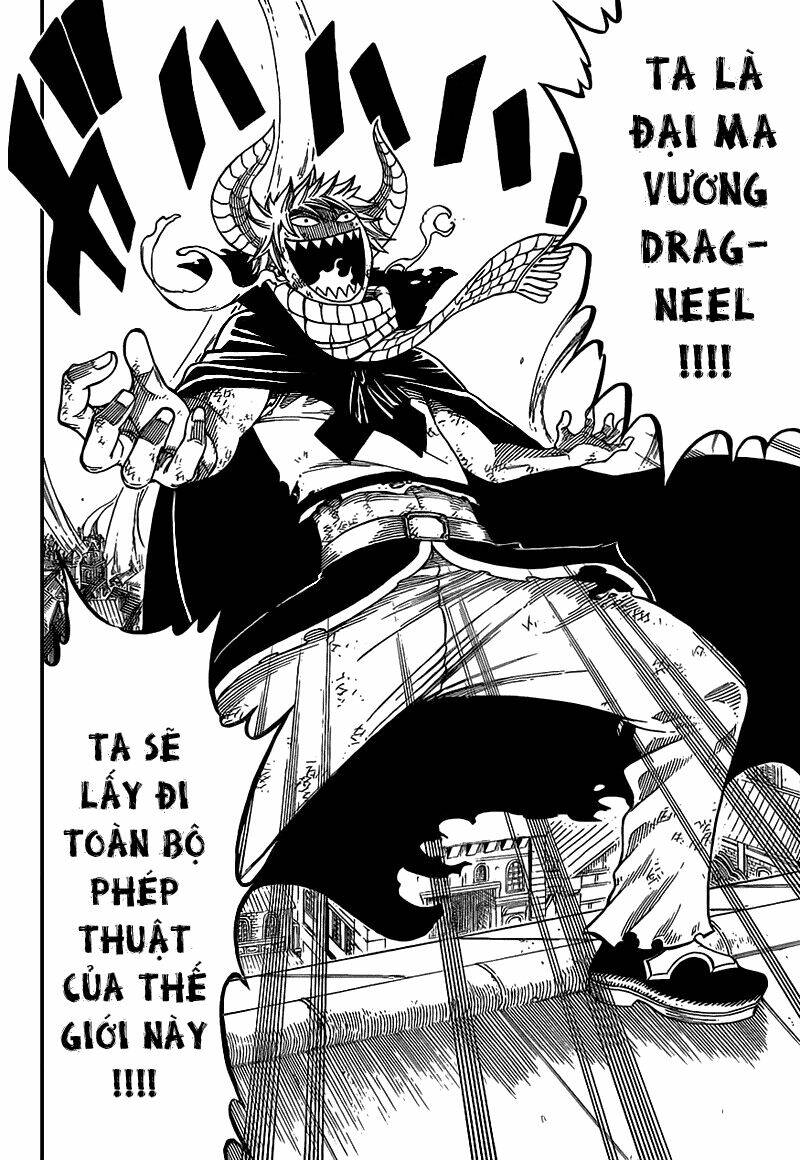 TA LÀ
ĐẠI MA
VƯƠNG
DRAG-
NEEL
!!!!
TA SẼ
LẤY ĐI
TOÀN BỘ
PHÉP
THUẬT
CỦA THẾ
GIỚI NÀY
!!!!